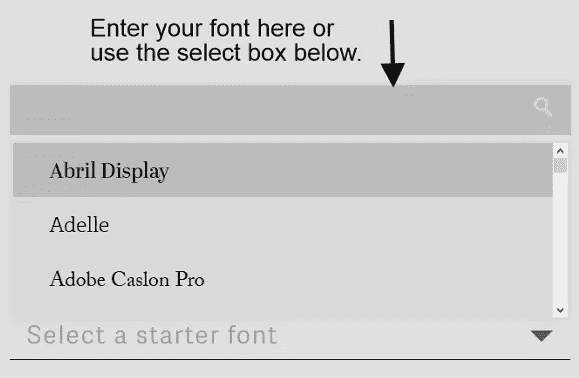 Enter your font here or
use the select box below.
Abril Display
Adelle
Adobe Caslon Pro
Select a starter font